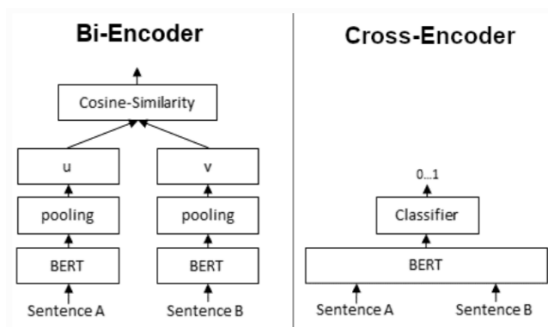 Bi-Encoder
Cosine-Similarity
u v
pooling pooling
BERT BERT
Sentence A Sentence B
Cross-Encoder
0...1
Classifier
BERT
Sentence A Sentence B